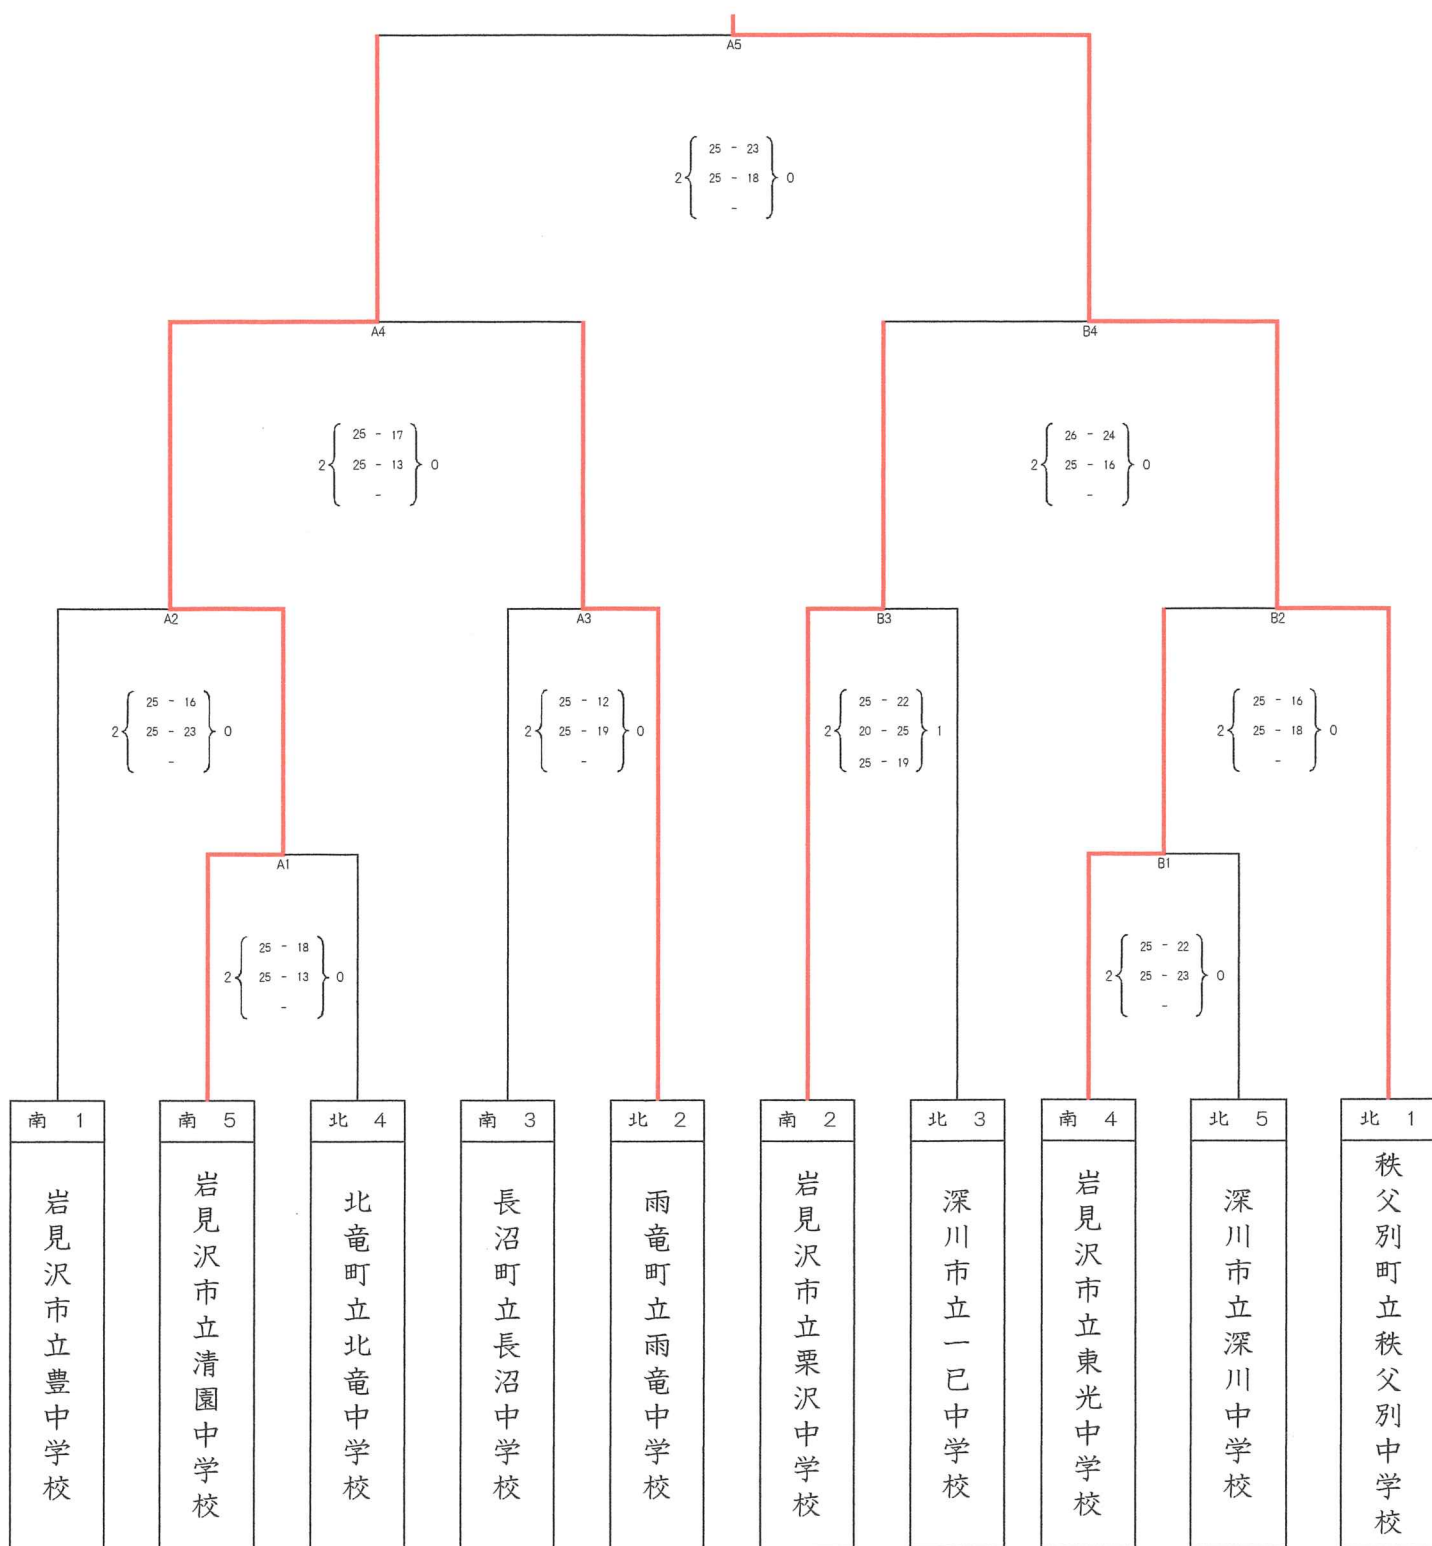 A5
25 - 23
2 25 - 18 0
-
A4
B4
25 - 17
2 25 - 13 0
-
26 - 24
2 25 - 16 0
-
A2
A3
B3
B2
25 - 16
2 25 - 23 0
-
25 - 12
2 25 - 19 0
-
25 - 22
2 20 - 25 1
25 - 19
25 - 16
2 25 - 18 0
-
A1
B1
25 - 18
2 25 - 13 0
-
25 - 22
2 25 - 23 0
-
南 1
岩見沢市立豊中学校
南 5
岩見沢市立清園中学校
北 4
北竜町立北竜中学校
南 3
長沼町立長沼中学校
北 2
雨竜町立雨竜中学校
南 2
岩見沢市立栗沢中学校
北 3
深川市立一已中学校
南 4
岩見沢市立東光中学校
北 5
深川市立深川中学校
北 1
秩父別町立秩父別中学校